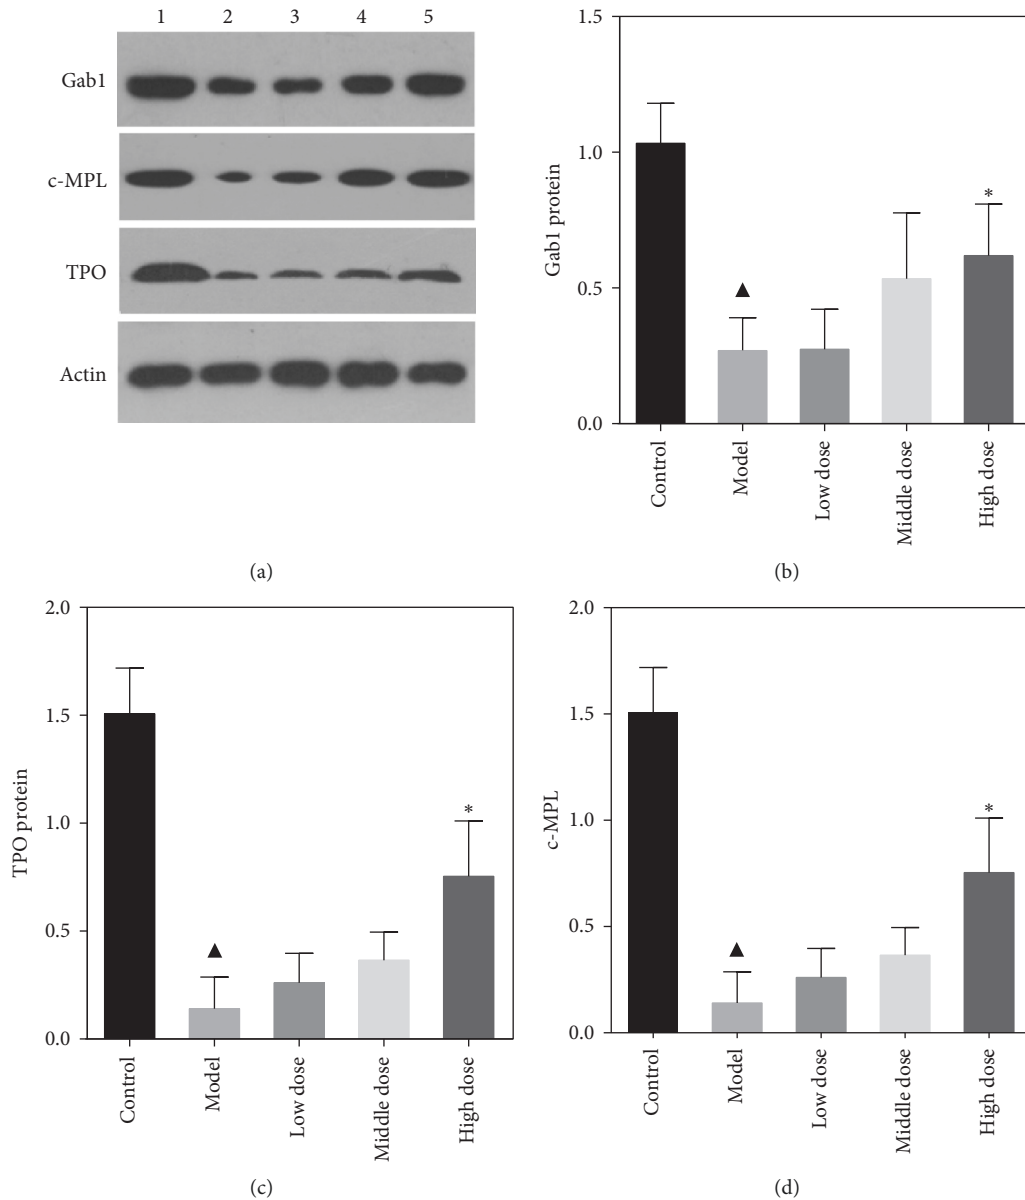 1 2 3 4 5
Gab1
c-MPL
TPO
Actin
(a)
1.5
1.0
0.5
0.0
Gab1 protein
▲
*
Control
Model
Low dose
Middle dose
High dose
(b)
2.0
1.5
1.0
0.5
0.0
TPO protein
▲
*
Control
Model
Low dose
Middle dose
High dose
(c)
2.0
1.5
1.0
0.5
0.0
c-MPL
▲
*
Control
Model
Low dose
Middle dose
High dose
(d)